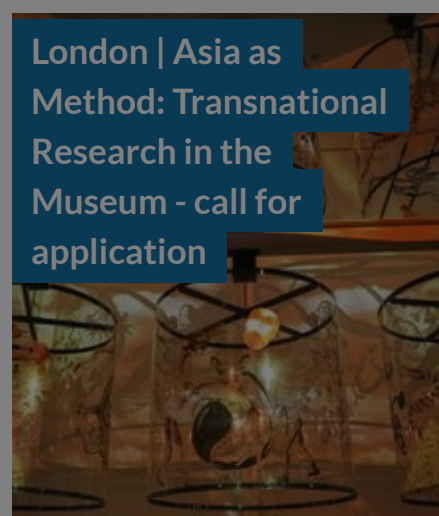 London | Asia as
Method: Transnational
Research in the
Museum - call for
application